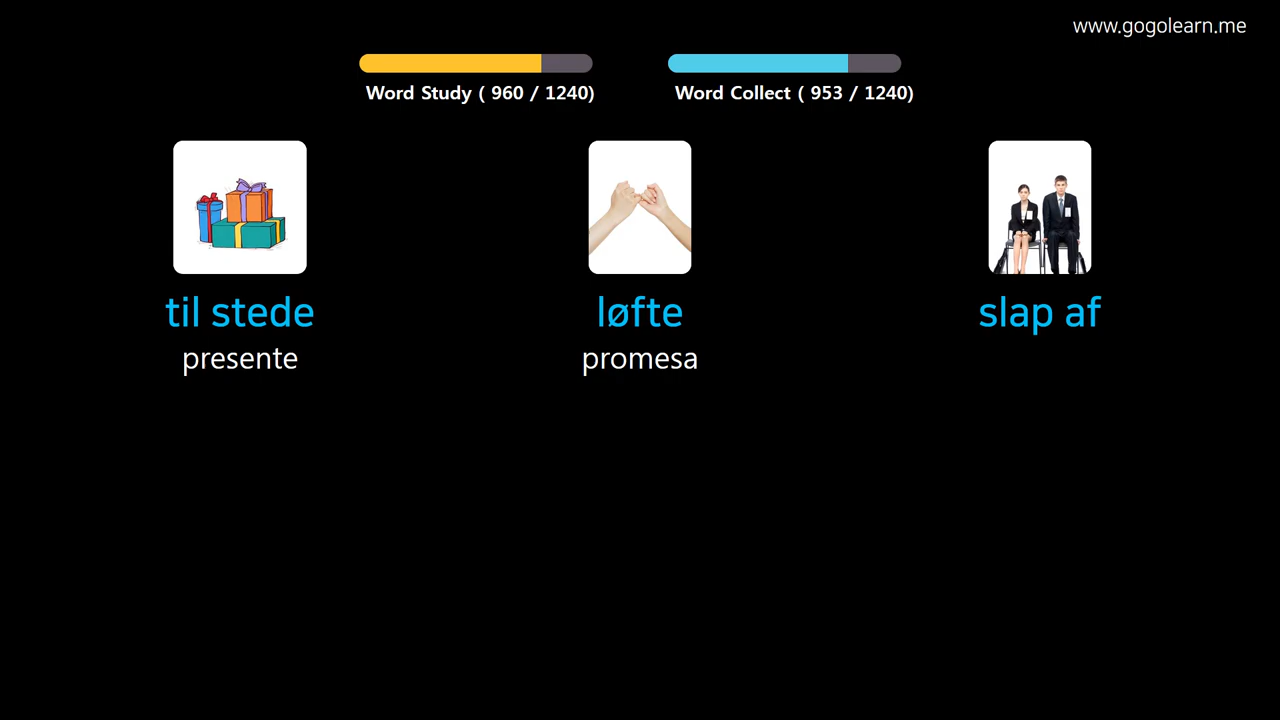 www.gogolearn.me
Word Study ( 960 / 1240)
Word Collect ( 953 / 1240)
til stede
løfte
slap af
presente
promesa